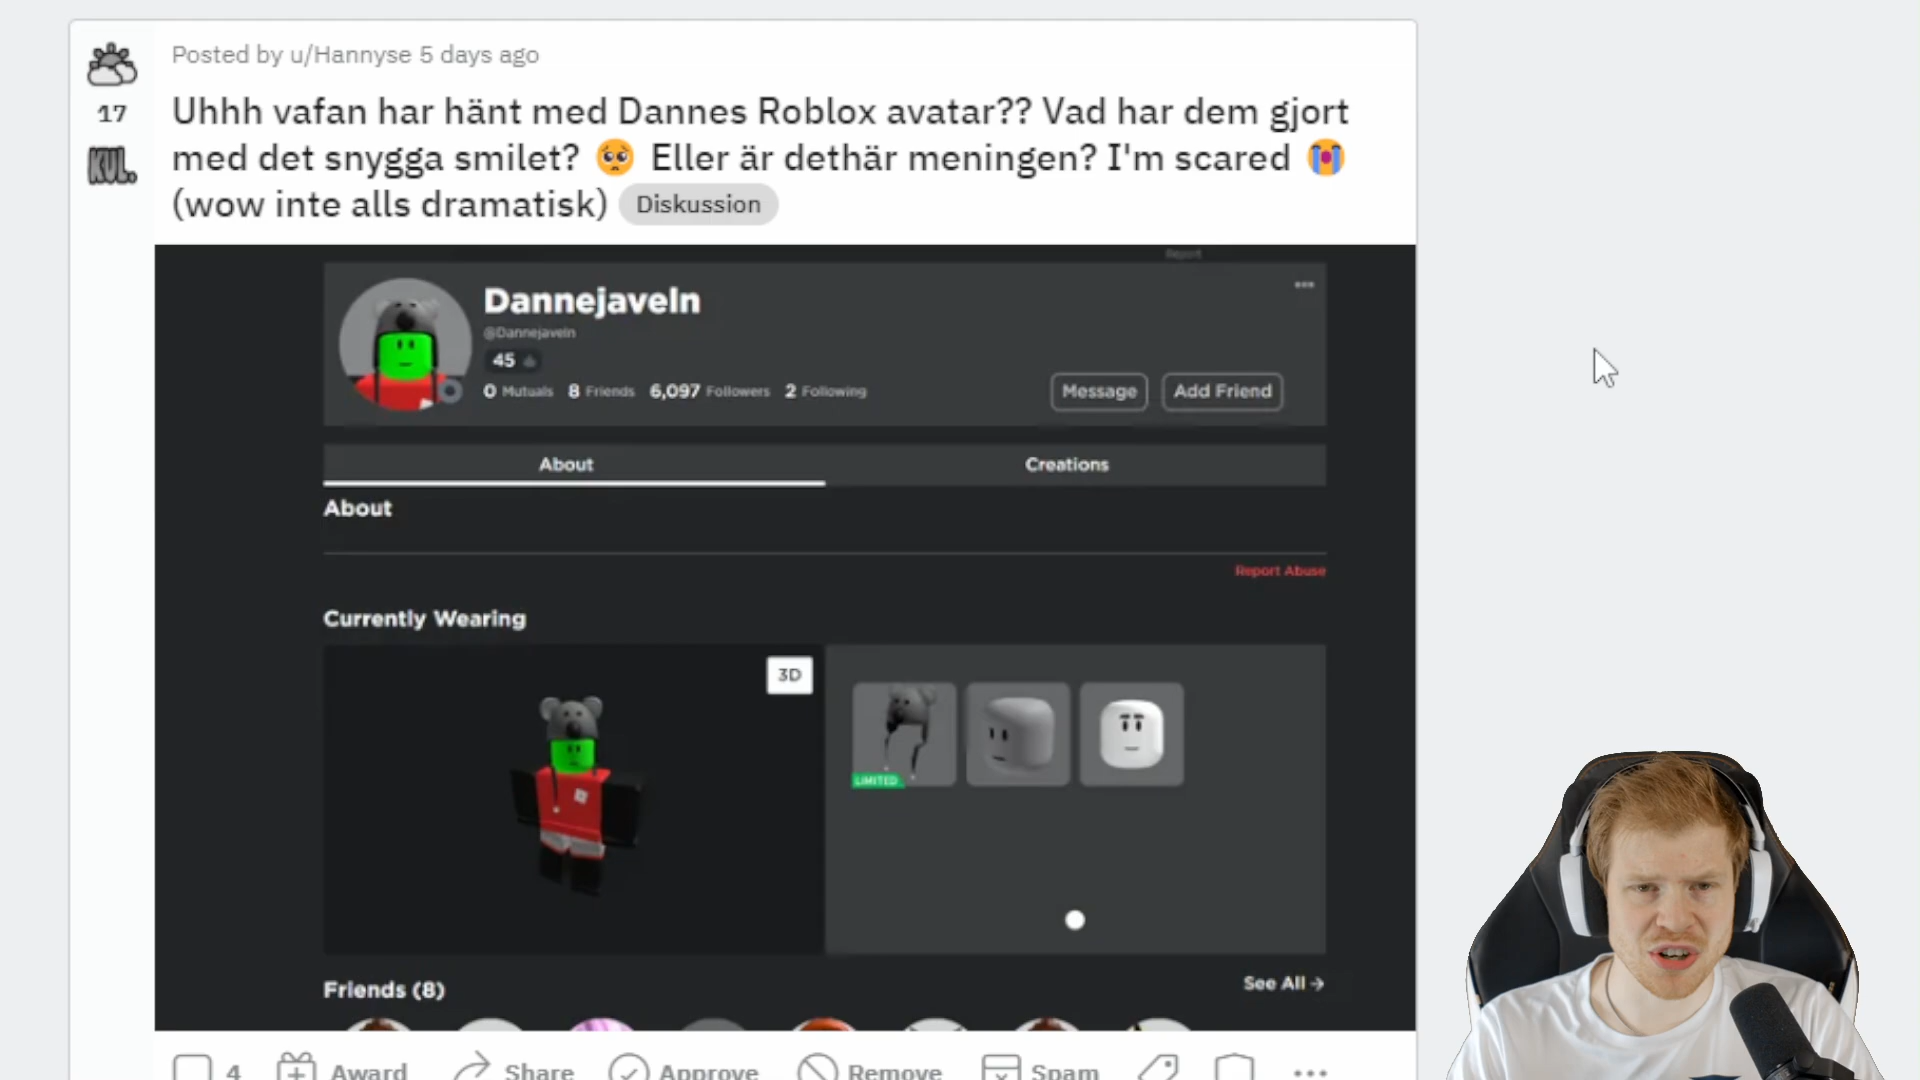 Posted by u/Hannyse 5 days ago
17
Uhhh vafan har hänt med Dannes Roblox avatar?? Vad har dem gjort
KUL.
med det snygga smilet? 🥺 Eller är dethär meningen? I'm scared 😭
(wow inte alls dramatisk) Diskussion
Report
Dannejaveln
@Dannejaveln
45
0 Mutuals 8 Friends 6,097 Followers 2 Following
Message Add Friend
About Creations
About
Report Abuse
Currently Wearing
3D
LIMITED
Friends (8)
See All →
4 Award Share Approve Remove Spam